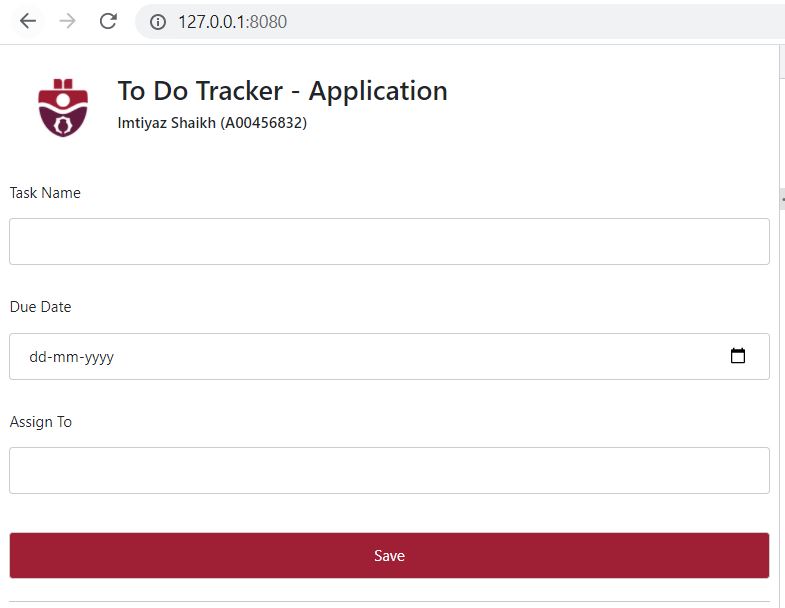 127.0.0.1:8080
To Do Tracker - Application
Imtiyaz Shaikh (A00456832)
Task Name
Due Date
dd-mm-yyyy
Assign To
Save